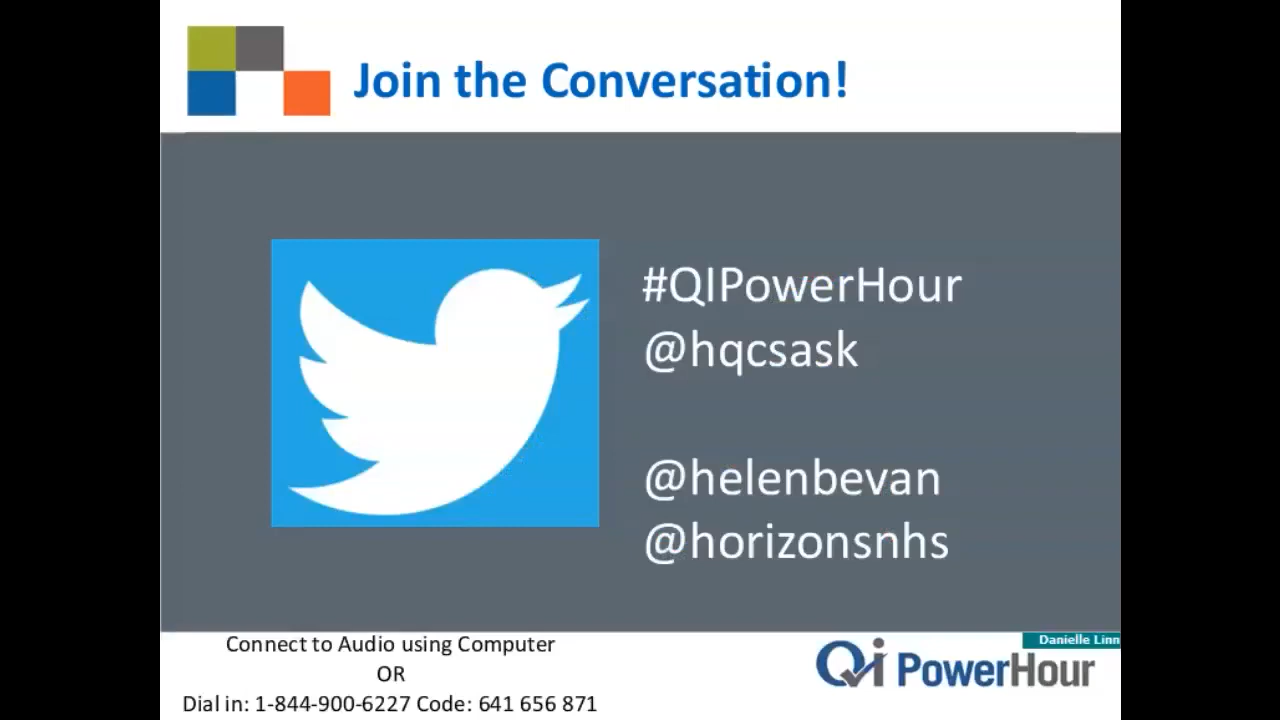 Join the Conversation!
#QIPowerHour
@hqcsask
@helenbevan
@horizonsnhs
Connect to Audio using Computer
OR
Dial in: 1-844-900-6227 Code: 641 656 871
Danielle Linn
Qi PowerHour